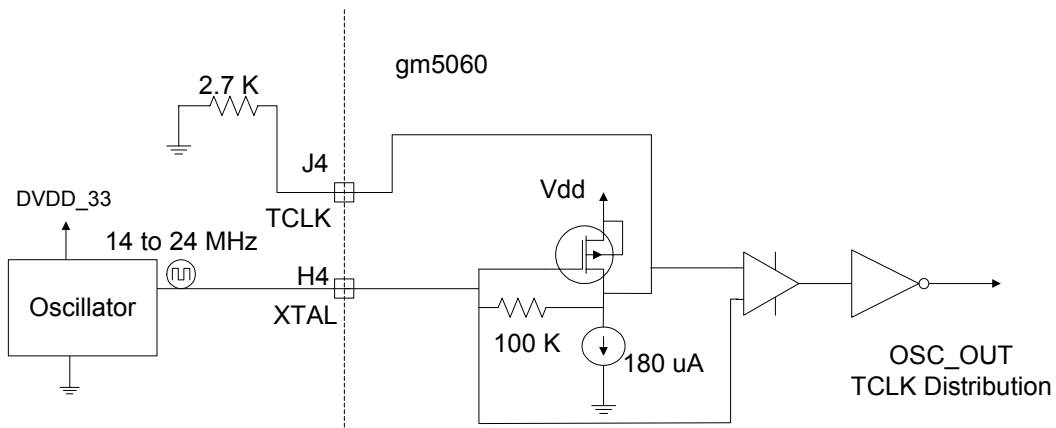 gm5060
2.7 K
J4
TCLK
DVDD_33
14 to 24 MHz
Oscillator
H4
XTAL
Vdd
100 K
180 uA
OSC_OUT
TCLK Distribution